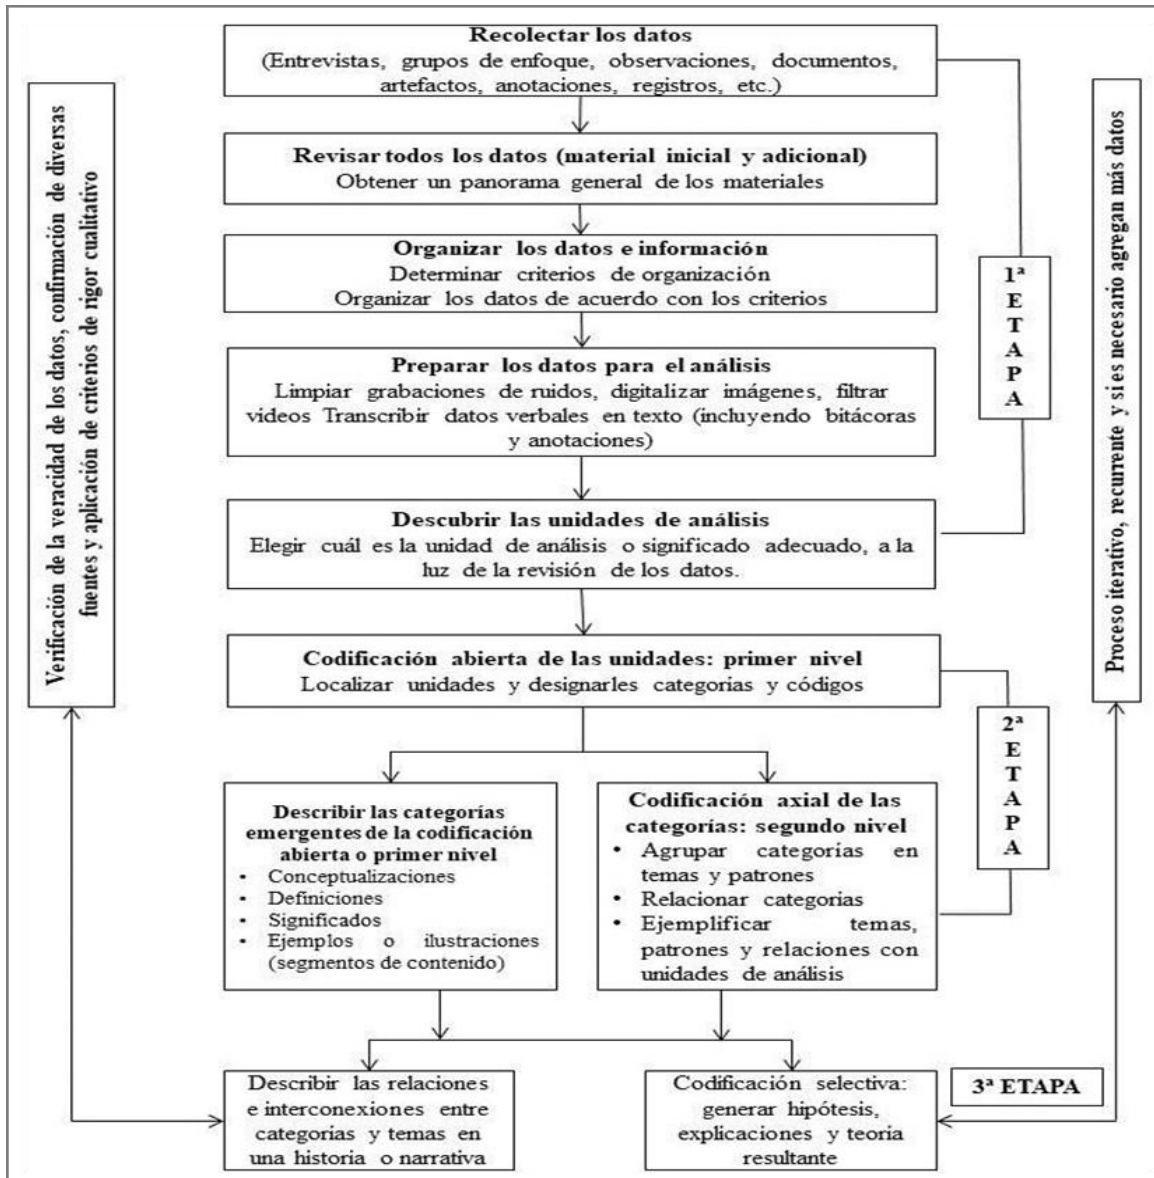 Recolectar los datos
(Entrevistas, grupos de enfoque, observaciones, documentos,
artefactos, anotaciones, registros, etc.)
Revisar todos los datos (material inicial y adicional)
Obtener un panorama general de los materiales
Organizar los datos e información
Determinar criterios de organización
Organizar los datos de acuerdo con los criterios
Preparar los datos para el análisis
Limpiar grabaciones de ruidos, digitalizar imágenes, filtrar
videos Transcribir datos verbales en texto (incluyendo bitácoras
y anotaciones)
Descubrir las unidades de análisis
Elegir cuál es la unidad de análisis o significado adecuado, a la
luz de la revisión de los datos.
1ª
E
T
A
P
A
Codificación abierta de las unidades: primer nivel
Localizar unidades y designarles categorías y códigos
Describir las categorías
emergentes de la codificación
abierta o primer nivel
• Conceptualizaciones
• Definiciones
• Significados
• Ejemplos o ilustraciones
(segmentos de contenido)
Codificación axial de las
categorías: segundo nivel
• Agrupar categorías en
temas y patrones
• Relacionar categorías
• Ejemplificar temas,
patrones y relaciones con
unidades de análisis
2ª
E
T
A
P
A
Describir las relaciones
e interconexiones entre
categorías y temas en
una historia o narrativa
Codificación selectiva:
generar hipótesis,
explicaciones y teoría
resultante
3ª ETAPA
Verificación de la veracidad de los datos, confirmación de diversas
fuentes y aplicación de criterios de rigor cualitativo
Proceso iterativo, recurrente y si es necesario agregan más datos